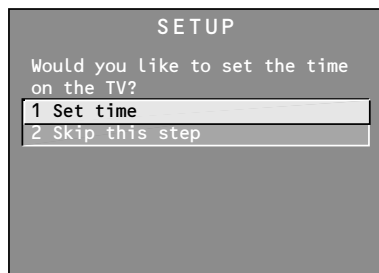 SETUP
Would you like to set the time
on the TV?
1 Set time
2 Skip this step